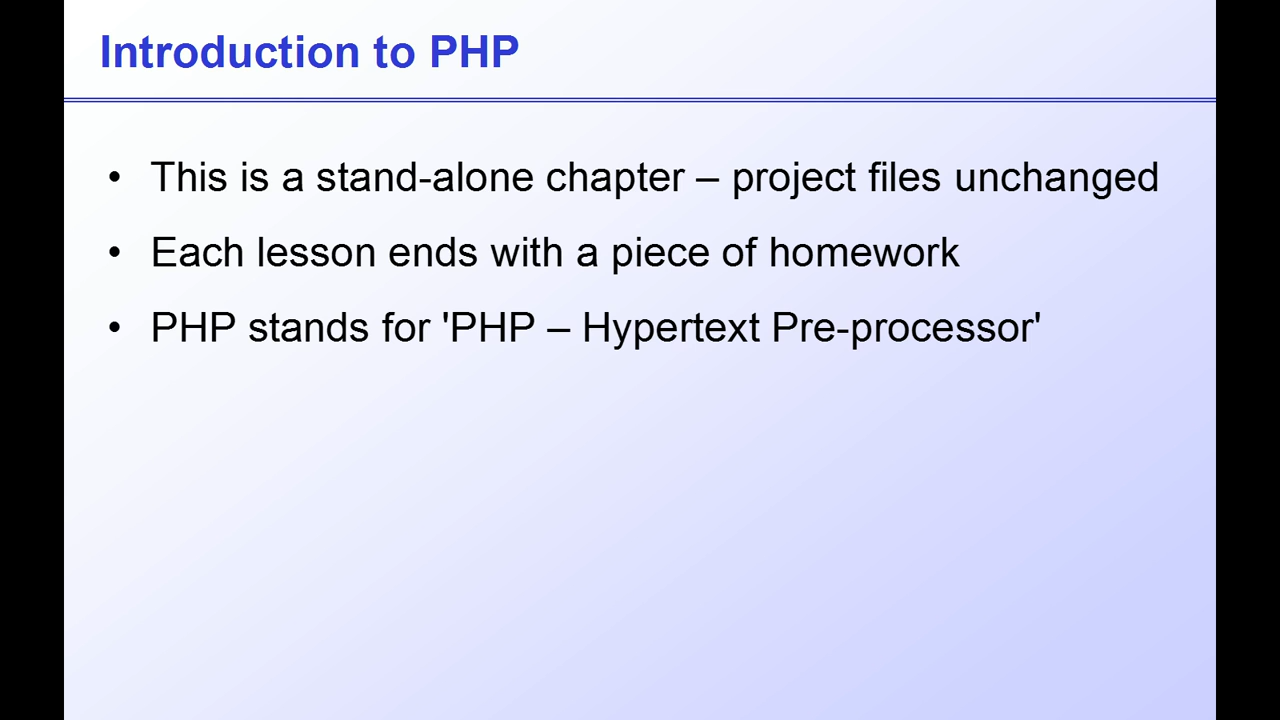 Introduction to PHP
• This is a stand-alone chapter – project files unchanged
• Each lesson ends with a piece of homework
• PHP stands for 'PHP – Hypertext Pre-processor'